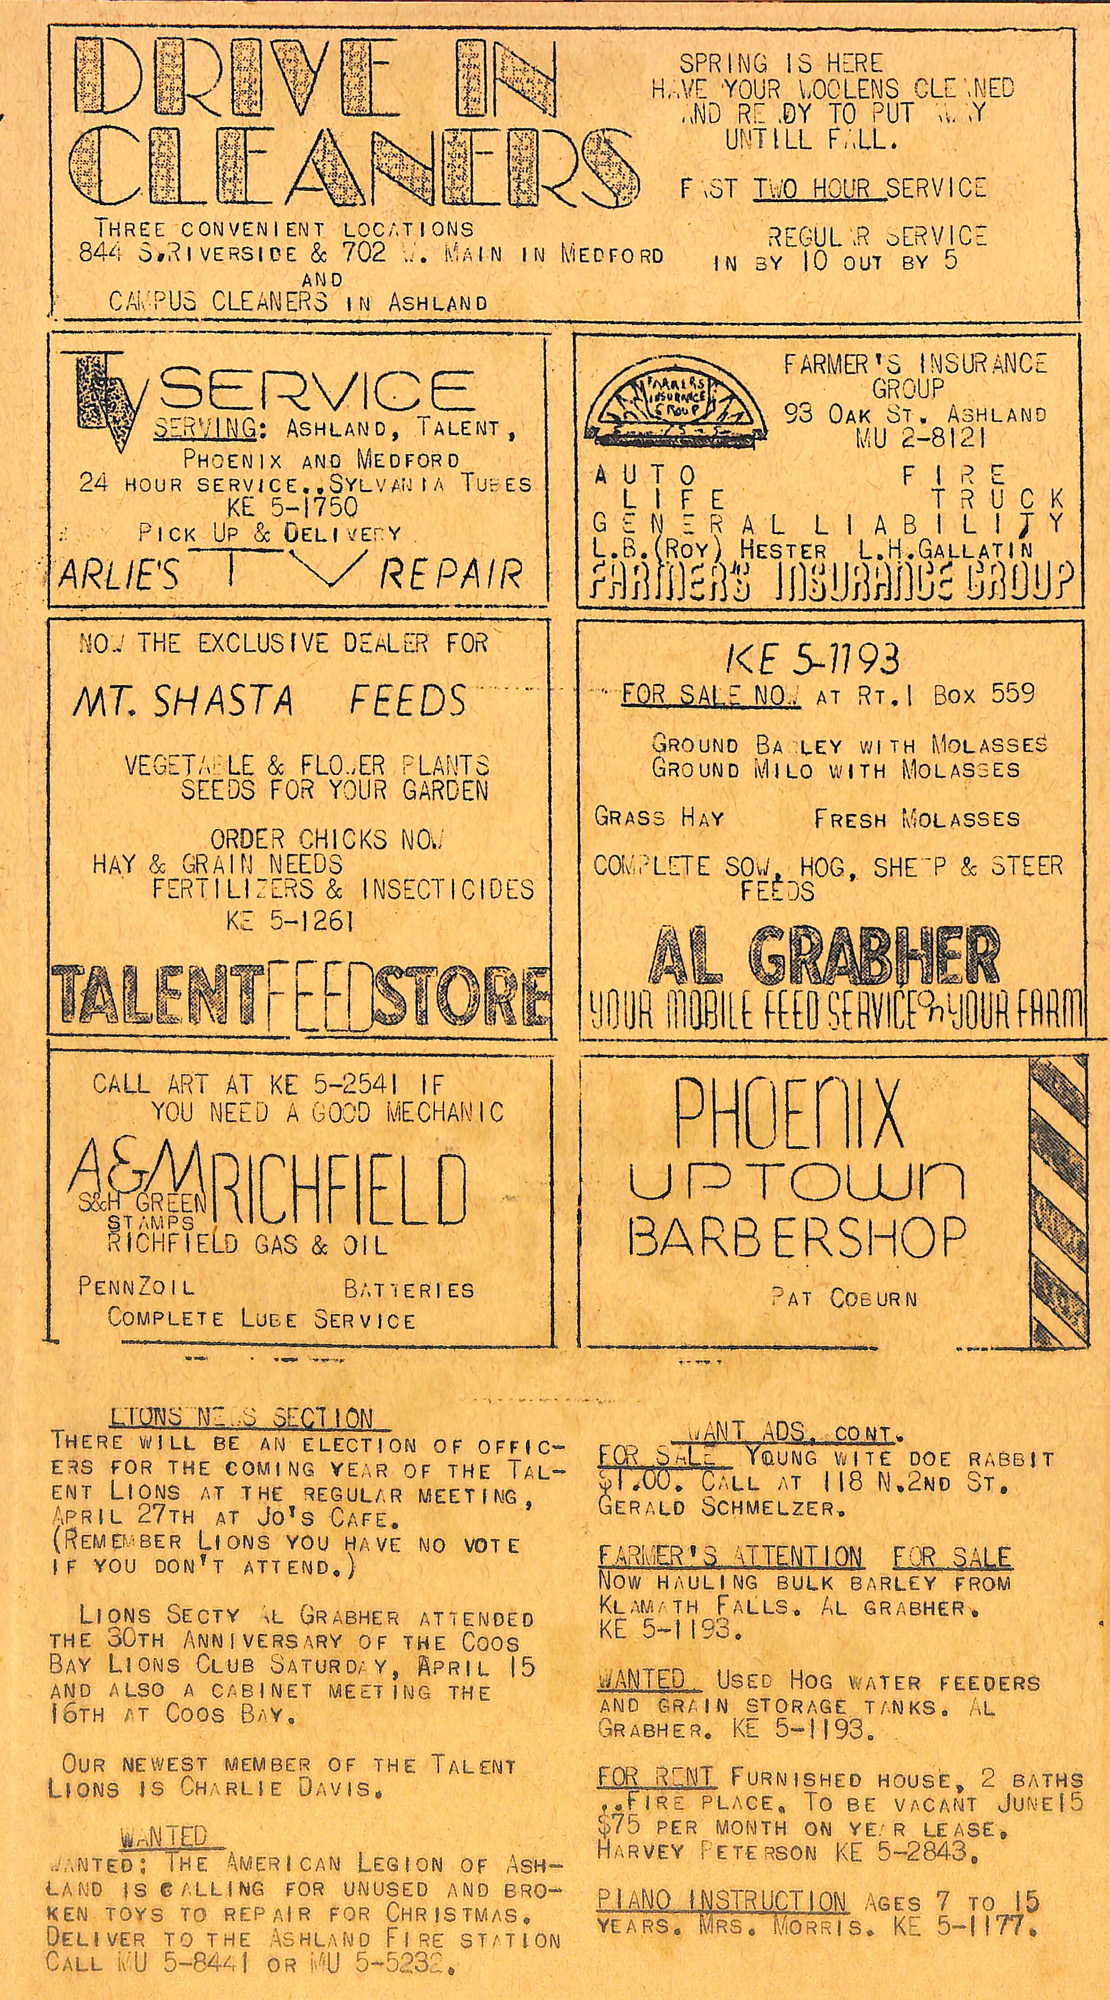 DRIVE IN
CLEANERS
THREE CONVENIENT LOCATIONS
844 S.RIVERSIDE & 702 W. MAIN IN MEDFORD
AND
CAMPUS CLEANERS IN ASHLAND
SPRING IS HERE
HAVE YOUR WOOLENS CLEANED
AND READY TO PUT AWAY
UNTILL FALL.
FAST TWO HOUR SERVICE
REGULAR SERVICE
IN BY 10 OUT BY 5
TV SERVICE
SERVING: ASHLAND, TALENT,
PHOENIX AND MEDFORD
24 HOUR SERVICE..SYLVANIA TUBES
KE 5-1750
PICK UP & DELIVERY
ARLIE'S TV REPAIR
FARMERS
INSURANCE
GROUP
FARMER'S INSURANCE
GROUP
93 OAK ST. ASHLAND
MU 2-8121
AUTO FIRE
LIFE TRUCK
GENERAL LIABILITY
L.B.(ROY) HESTER L.H.GALLATIN
FARMER'S INSURANCE GROUP
NOW THE EXCLUSIVE DEALER FOR
MT. SHASTA FEEDS
VEGETABLE & FLOWER PLANTS
SEEDS FOR YOUR GARDEN
ORDER CHICKS NOW
HAY & GRAIN NEEDS
FERTILIZERS & INSECTICIDES
KE 5-1261
TALENT FEED STORE
KE 5-1193
FOR SALE NOW AT RT.1 BOX 559
GROUND BARLEY WITH MOLASSES
GROUND MILO WITH MOLASSES
GRASS HAY FRESH MOLASSES
COMPLETE SOW, HOG, SHEEP & STEER
FEEDS
AL GRABHER
YOUR MOBILE FEED SERVICE on YOUR FARM
CALL ART AT KE 5-2541 IF
YOU NEED A GOOD MECHANIC
A&M RICHFIELD
S&H GREEN
STAMPS
RICHFIELD GAS & OIL
PENNZOIL BATTERIES
COMPLETE LUBE SERVICE
PHOENIX
UPTOWN
BARBERSHOP
PAT COBURN
LIONS NEWS SECTION
THERE WILL BE AN ELECTION OF OFFIC-
ERS FOR THE COMING YEAR OF THE TAL-
ENT LIONS AT THE REGULAR MEETING,
APRIL 27TH AT JO'S CAFE.
(REMEMBER LIONS YOU HAVE NO VOTE
IF YOU DON'T ATTEND.)
LIONS SECTY AL GRABHER ATTENDED
THE 30TH ANNIVERSARY OF THE COOS
BAY LIONS CLUB SATURDAY, APRIL 15
AND ALSO A CABINET MEETING THE
16TH AT COOS BAY.
OUR NEWEST MEMBER OF THE TALENT
LIONS IS CHARLIE DAVIS.
WANTED
WANTED: THE AMERICAN LEGION OF ASH-
LAND IS CALLING FOR UNUSED AND BRO-
KEN TOYS TO REPAIR FOR CHRISTMAS.
DELIVER TO THE ASHLAND FIRE STATION
CALL MU 5-8441 OR MU 5-5232.
WANT ADS. CONT.
FOR SALE YOUNG WITE DOE RABBIT
$1.00. CALL AT 118 N.2ND ST.
GERALD SCHMELZER.
FARMER'S ATTENTION FOR SALE
NOW HAULING BULK BARLEY FROM
KLAMATH FALLS. AL GRABHER.
KE 5-1193.
WANTED USED HOG WATER FEEDERS
AND GRAIN STORAGE TANKS. AL
GRABHER. KE 5-1193.
FOR RENT FURNISHED HOUSE, 2 BATHS
..FIRE PLACE. TO BE VACANT JUNE15
$75 PER MONTH ON YEAR LEASE.
HARVEY PETERSON KE 5-2843.
PIANO INSTRUCTION AGES 7 TO 15
YEARS. MRS. MORRIS. KE 5-1177.